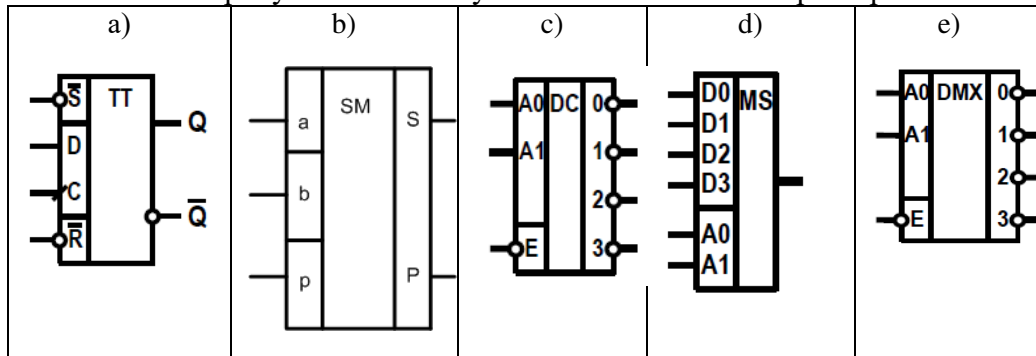 a) b) c) d) e)
S̅ TT
D Q
C
R̅ Q̅
SM
a S
b
p P
A0 DC 0
A1 1
2
E 3
D0 MS
D1
D2
D3
A0
A1
A0 DMX 0
A1 1
2
E 3